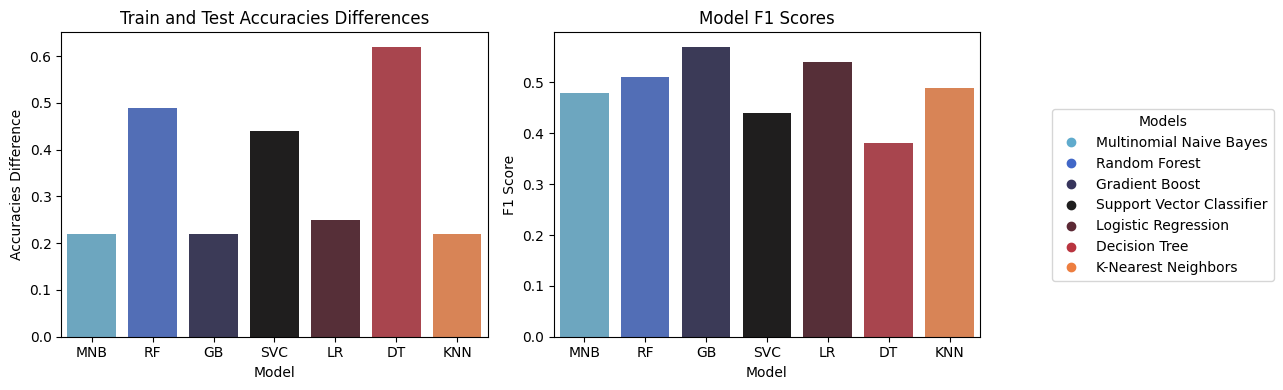 Train and Test Accuracies Differences
Accuracies Difference
0.6
0.5
0.4
0.3
0.2
0.1
0.0
MNB RF GB SVC LR DT KNN
Model
Model F1 Scores
F1 Score
0.5
0.4
0.3
0.2
0.1
0.0
MNB RF GB SVC LR DT KNN
Model
Models
Multinomial Naive Bayes
Random Forest
Gradient Boost
Support Vector Classifier
Logistic Regression
Decision Tree
K-Nearest Neighbors